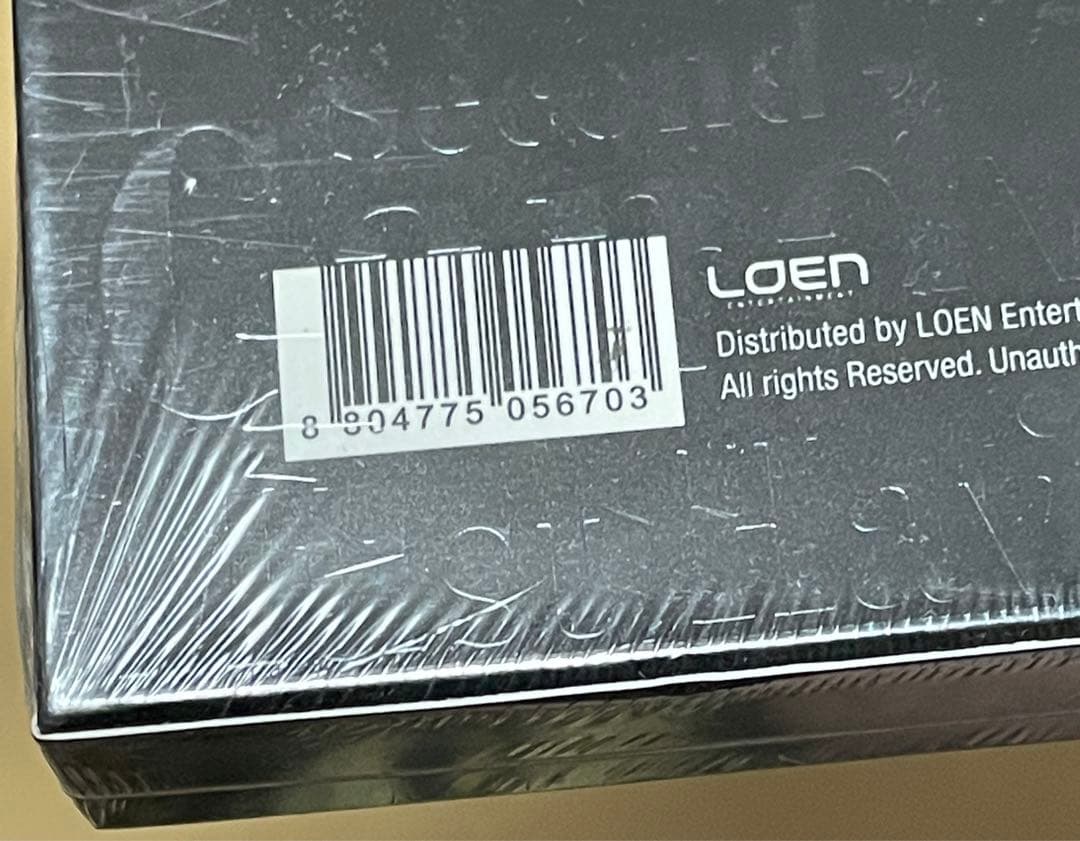 8 804775 056703
LOEN
ENTERTAINMENT
Distributed by LOEN Entert
All rights Reserved. Unauth